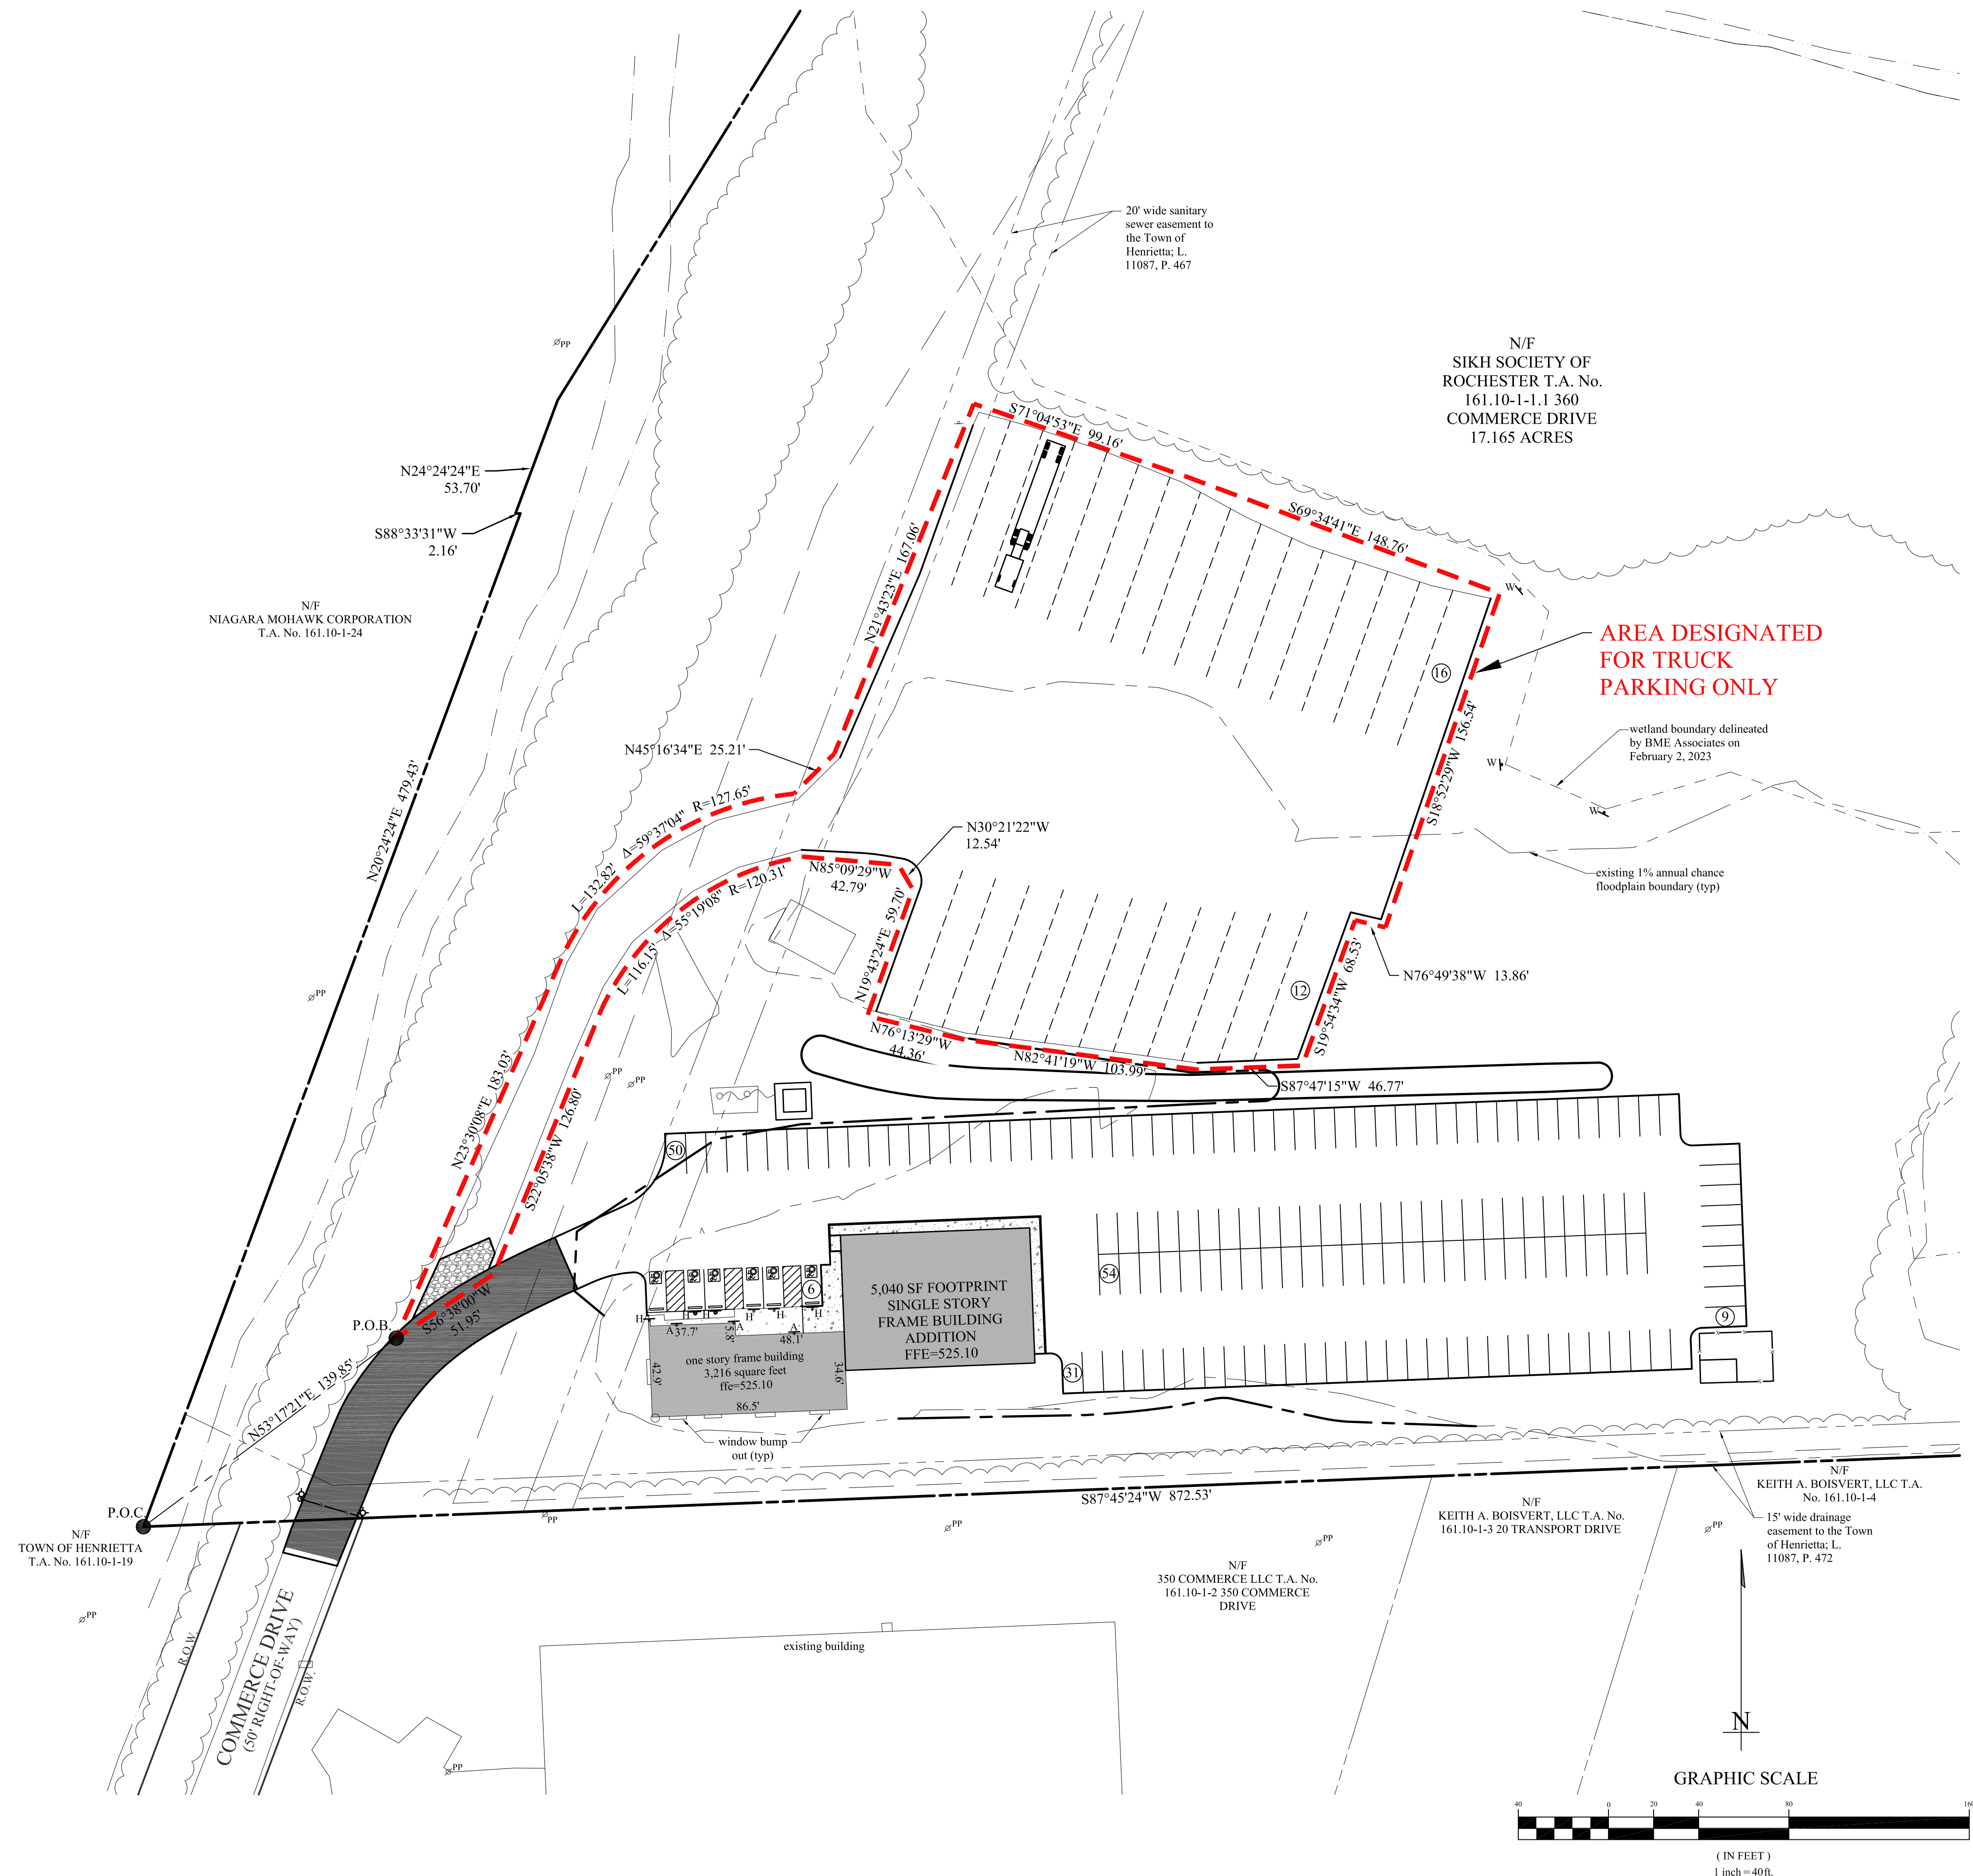 20' wide sanitary
sewer easement to
the Town of
Henrietta; L.
11087, P. 467
PP
N/F
SIKH SOCIETY OF
ROCHESTER T.A. No.
161.10-1-1.1 360
COMMERCE DRIVE
17.165 ACRES
S71°04'53"E 99.16'
N24°24'24"E
53.70'
S88°33'31"W
2.16'
S69°34'41"E 148.76'
N21°43'23"E 167.06'
N/F
NIAGARA MOHAWK CORPORATION
T.A. No. 161.10-1-24
W
AREA DESIGNATED
FOR TRUCK
PARKING ONLY
16
S18°52'29"W 156.54'
wetland boundary delineated
by BME Associates on
February 2, 2023
W
W
N45°16'34"E 25.21'
N20°24'24"E 479.43'
L=132.82' Δ=59°37'04" R=127.65'
N30°21'22"W
12.54'
L=116.15' Δ=55°19'08" R=120.31'
N85°09'29"W
42.79'
existing 1% annual chance
floodplain boundary (typ)
N19°43'24"E 59.70'
PP
12
S19°54'34"W 68.53'
N76°49'38"W 13.86'
N76°13'29"W
44.36'
N82°41'19"W 103.99'
S87°47'15"W 46.77'
PP
PP
N23°30'08"E 183.03'
S22°05'38"W 126.80'
50
54
9
31
6
5,040 SF FOOTPRINT
SINGLE STORY
FRAME BUILDING
ADDITION
FFE=525.10
H
H
H
H
H
H
A
A
A
37.7'
5.8'
48.1'
one story frame building
3,216 square feet
ffe=525.10
42.9'
34.6'
86.5'
window bump
out (typ)
P.O.B.
S56°38'00"W
51.95'
N53°17'21"E 139.85'
P.O.C.
N/F
TOWN OF HENRIETTA
T.A. No. 161.10-1-19
S87°45'24"W 872.53'
PP
PP
PP
PP
N/F
KEITH A. BOISVERT, LLC T.A.
No. 161.10-1-4
N/F
KEITH A. BOISVERT, LLC T.A. No.
161.10-1-3 20 TRANSPORT DRIVE
15' wide drainage
easement to the Town
of Henrietta; L.
11087, P. 472
N/F
350 COMMERCE LLC T.A. No.
161.10-1-2 350 COMMERCE
DRIVE
PP
R.O.W.
COMMERCE DRIVE
(50' RIGHT-OF-WAY)
R.O.W.
existing building
PP
N
GRAPHIC SCALE
40 0 20 40 80 160
( IN FEET )
1 inch = 40 ft.